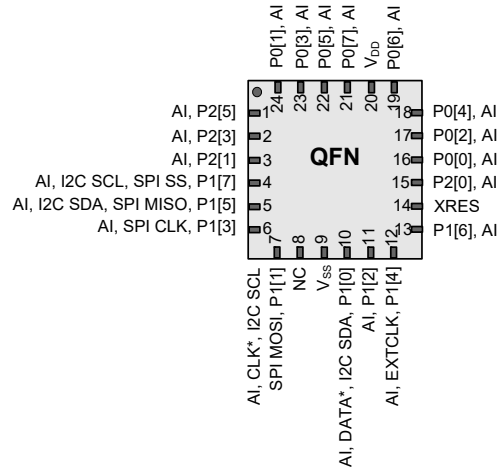 P0[1], AI
P0[3], AI
P0[5], AI
P0[7], AI
VDD
P0[6], AI
24
23
22
21
20
19
AI, P2[5]
1
18
P0[4], AI
AI, P2[3]
2
17
P0[2], AI
QFN
AI, P2[1]
3
16
P0[0], AI
AI, I2C SCL, SPI SS, P1[7]
4
15
P2[0], AI
AI, I2C SDA, SPI MISO, P1[5]
5
14
XRES
AI, SPI CLK, P1[3]
6
13
P1[6], AI
7
8
9
10
11
12
AI, CLK*, I2C SCL
SPI MOSI, P1[1]
NC
VSS
AI, DATA*, I2C SDA, P1[0]
AI, P1[2]
AI, EXTCLK, P1[4]